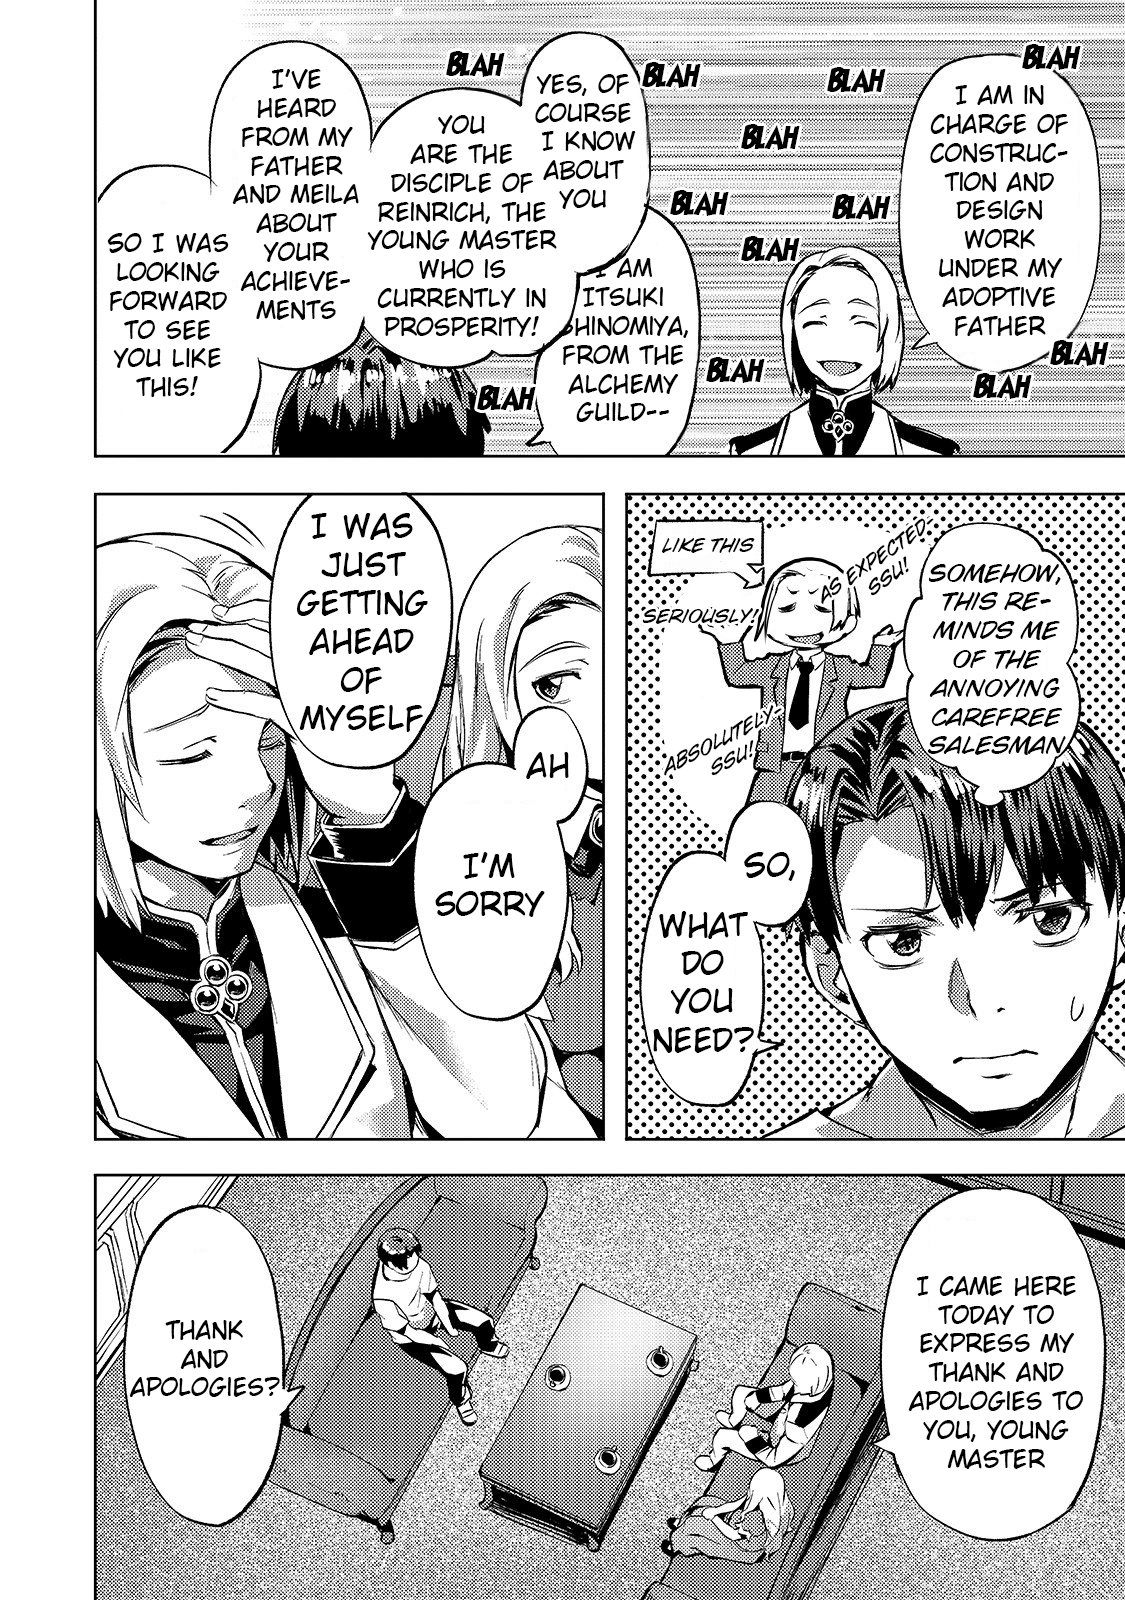 I AM IN
CHARGE OF
CONSTRUC-
TION AND
DESIGN
WORK
UNDER MY
ADOPTIVE
FATHER
BLAH
BLAH
BLAH
BLAH
BLAH
BLAH
BLAH
BLAH
BLAH
BLAH
BLAH
BLAH
I AM
ITSUKI
SHINOMIYA,
FROM THE
ALCHEMY
GUILD--
YES, OF
COURSE
I KNOW
ABOUT
YOU
YOU
ARE THE
DISCIPLE OF
REINRICH, THE
YOUNG MASTER
WHO IS
CURRENTLY IN
PROSPERITY!
I'VE
HEARD
FROM MY
FATHER
AND MEILA
ABOUT
YOUR
ACHIEVE-
MENTS
SO I WAS
LOOKING
FORWARD
TO SEE
YOU LIKE
THIS!
SOMEHOW,
THIS RE-
MINDS ME
OF THE
ANNOYING
CAREFREE
SALESMAN
LIKE THIS
AS EXPECTED-
SSU!
SERIOUSLY!
ABSOLUTELY-
SSU!
SO,
WHAT
DO
YOU
NEED?
AH
I'M
SORRY
I WAS
JUST
GETTING
AHEAD
OF
MYSELF
I CAME HERE
TODAY TO
EXPRESS MY
THANK AND
APOLOGIES TO
YOU, YOUNG
MASTER
THANK
AND
APOLOGIES?